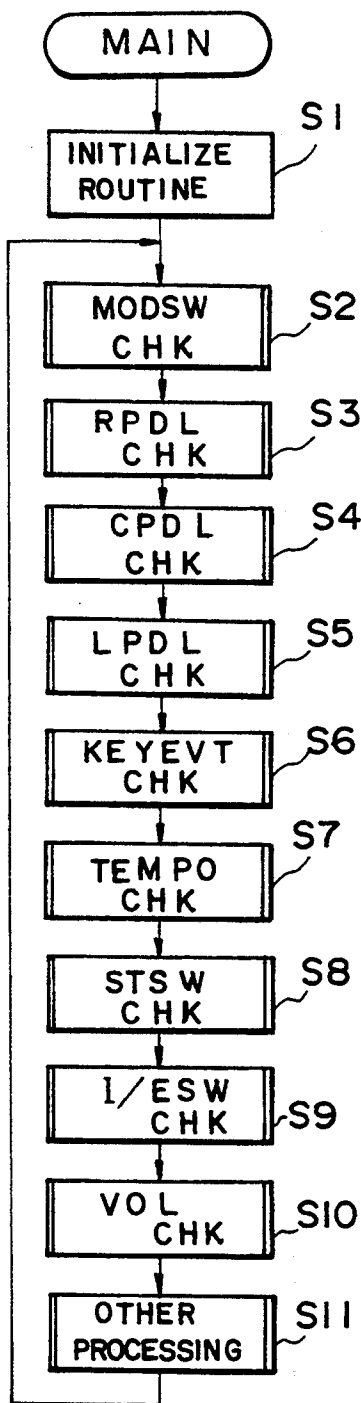 MAIN
S1
INITIALIZE
ROUTINE
MODSW
CHK
S2
RPDL
CHK
S3
CPDL
CHK
S4
LPDL
CHK
S5
KEYEVT
CHK
S6
TEMPO
CHK
S7
STSW
CHK
S8
I/ESW
CHK
S9
VOL
CHK
S10
OTHER
PROCESSING
S11